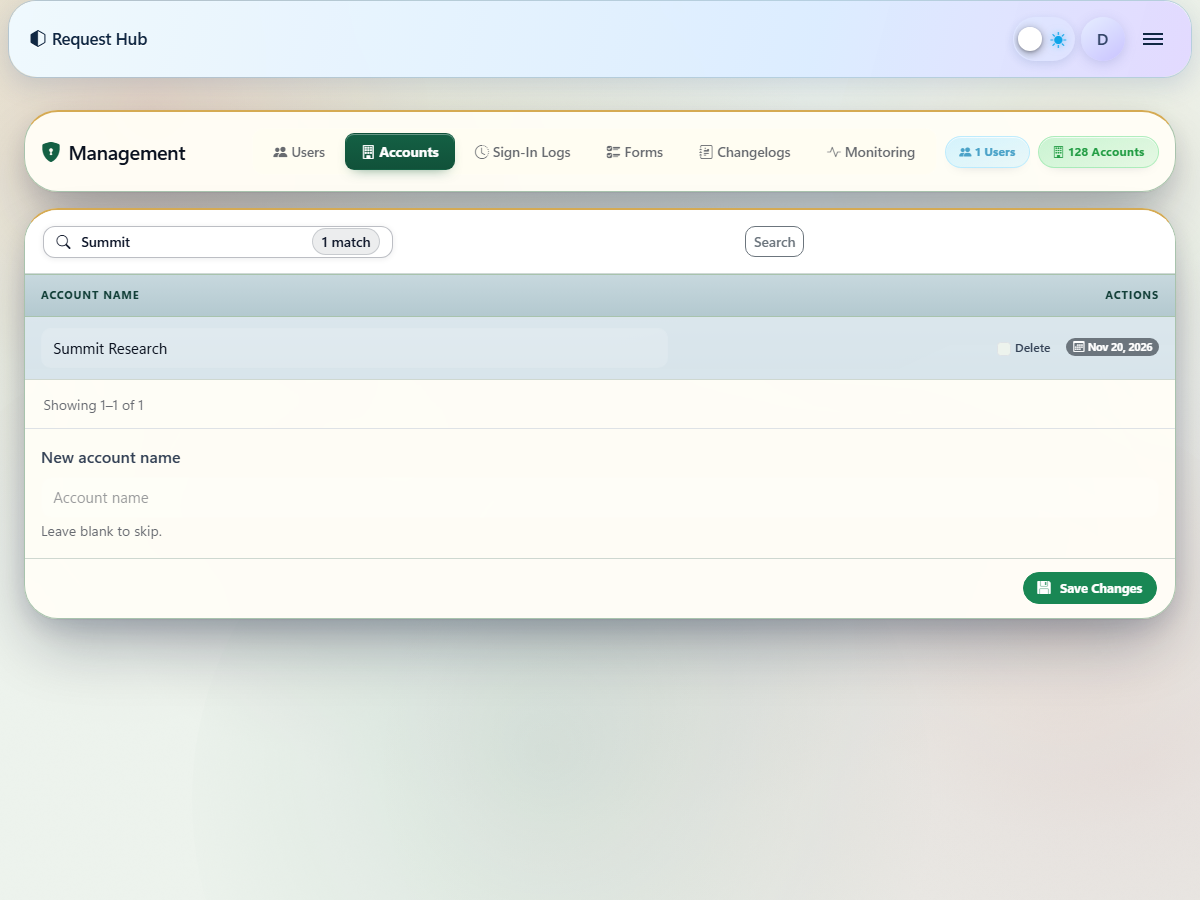 Request Hub
D
Management
Users
Accounts
Sign-In Logs
Forms
Changelogs
Monitoring
1 Users
128 Accounts
Summit
1 match
Search
ACCOUNT NAME
ACTIONS
Summit Research
Delete
Nov 20, 2026
Showing 1–1 of 1
New account name
Account name
Leave blank to skip.
Save Changes